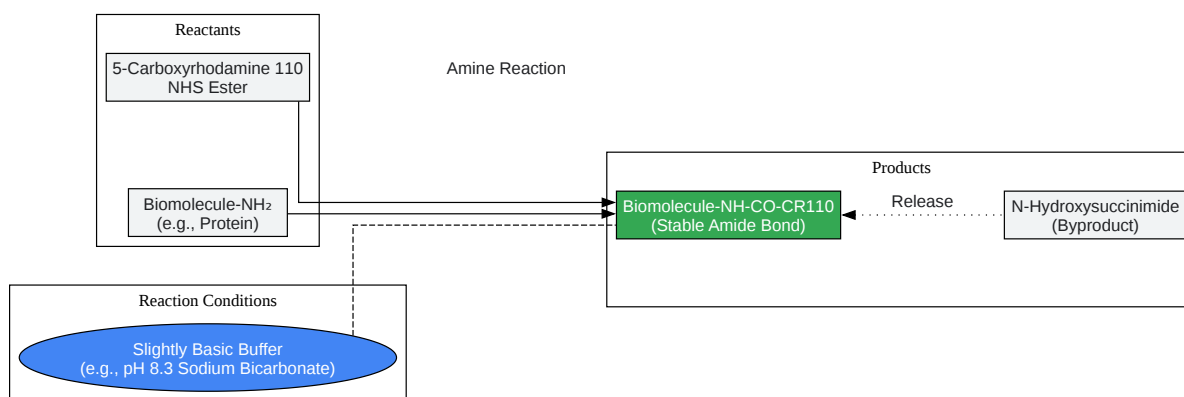 Reactants
5-Carboxyrhodamine 110
NHS Ester
Amine Reaction
Biomolecule-NH₂
(e.g., Protein)
Products
Biomolecule-NH-CO-CR110
(Stable Amide Bond)
Release
N-Hydroxysuccinimide
(Byproduct)
Reaction Conditions
Slightly Basic Buffer
(e.g., pH 8.3 Sodium Bicarbonate)